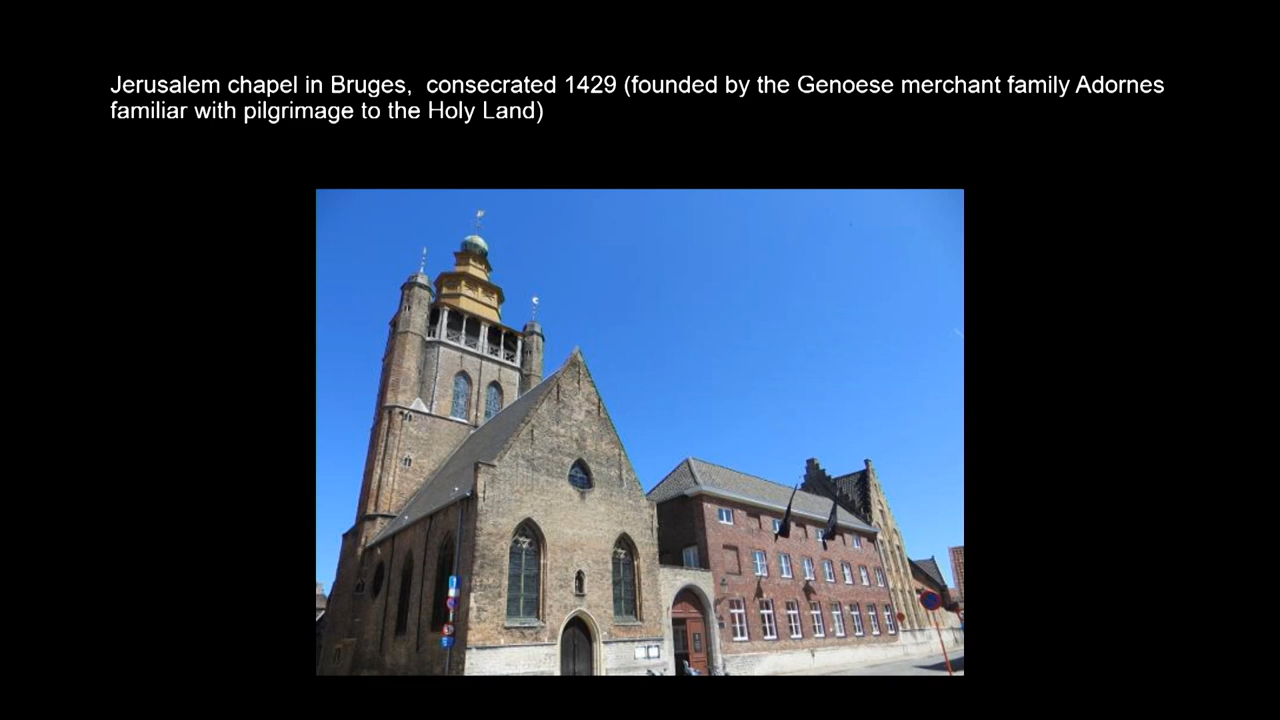 Jerusalem chapel in Bruges,  consecrated 1429 (founded by the Genoese merchant family Adornes
familiar with pilgrimage to the Holy Land)